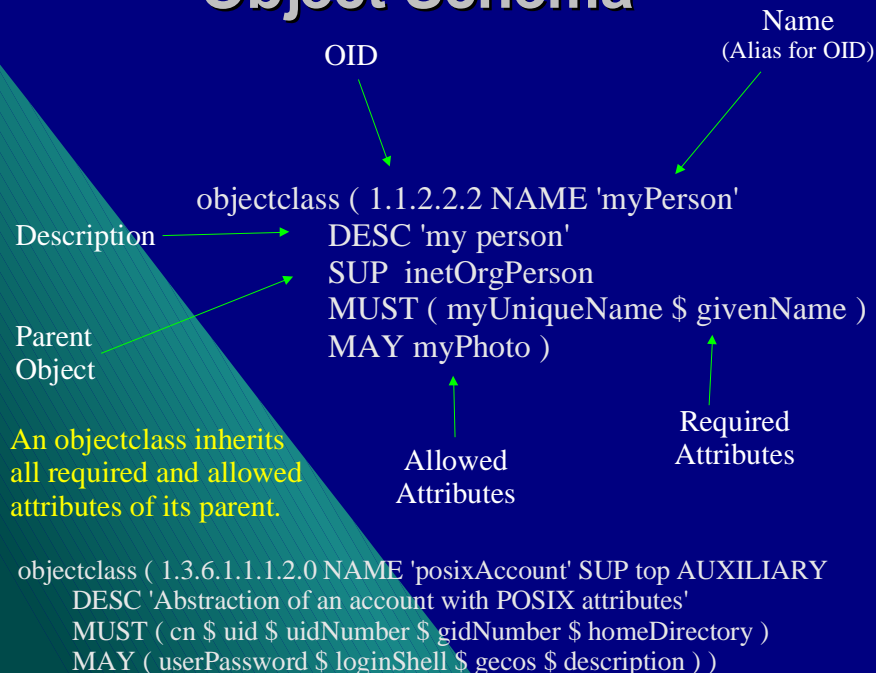 Object Schema
Name
(Alias for OID)
OID
objectclass ( 1.1.2.2.2 NAME 'myPerson'
Description
DESC 'my person'
SUP inetOrgPerson
MUST ( myUniqueName $ givenName )
MAY myPhoto )
Parent
Object
Required
Attributes
Allowed
Attributes
An objectclass inherits
all required and allowed
attributes of its parent.
objectclass ( 1.3.6.1.1.1.2.0 NAME 'posixAccount' SUP top AUXILIARY
DESC 'Abstraction of an account with POSIX attributes'
MUST ( cn $ uid $ uidNumber $ gidNumber $ homeDirectory )
MAY ( userPassword $ loginShell $ gecos $ description ) )